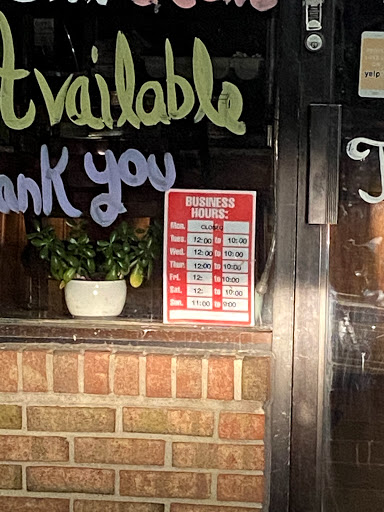 Available
Thank you
yelp
BUSINESS
HOURS:
Mon. CLOSED
Tues. 12:00 to 10:00
Wed. 12:00 to 10:00
Thur. 12:00 to 10:00
Fri. 12: to 10:00
Sat. 12: to 10:00
Sun. 11:00 to 9:00